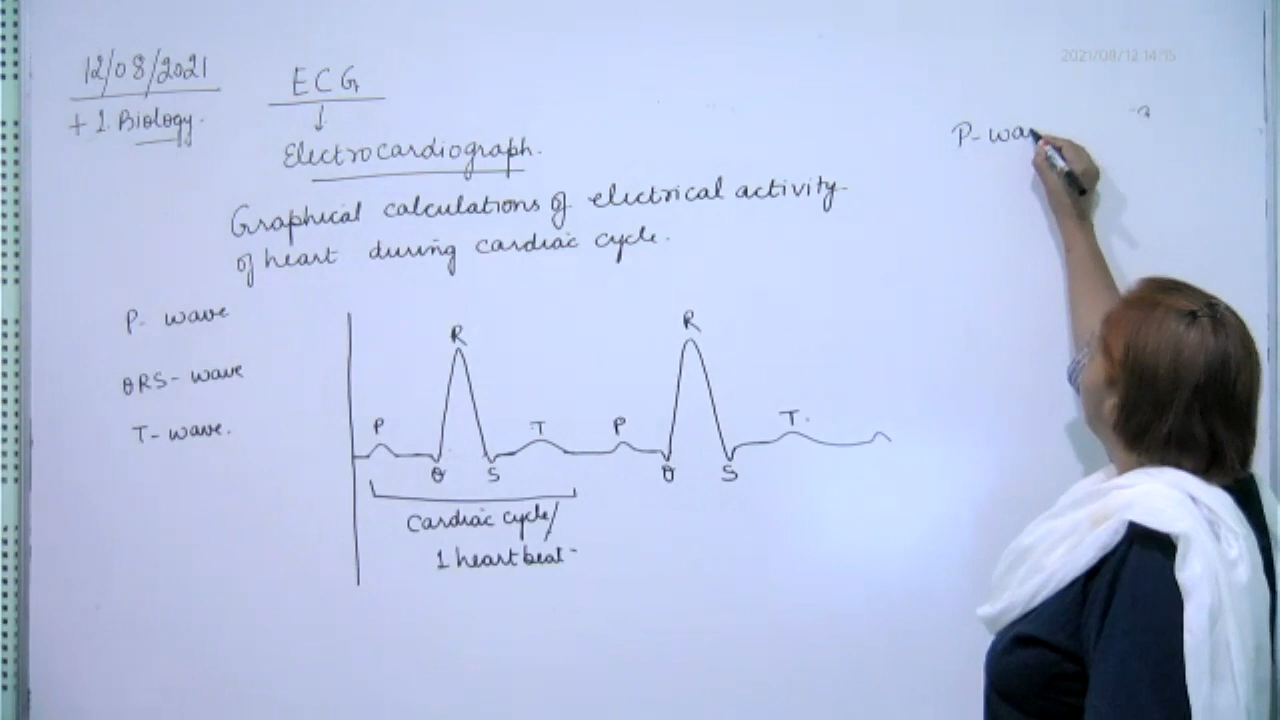 12/08/2021
+1 Biology.
ECG
Electrocardiograph.
Graphical calculations of electrical activity
of heart during cardiac cycle.
P- wave
QRS- wave
T- wave.
R
R
P
T
P
T.
Q
S
Q
S
Cardiac cycle/
1 heart beat-
P- wa
2021/08/12 14:15